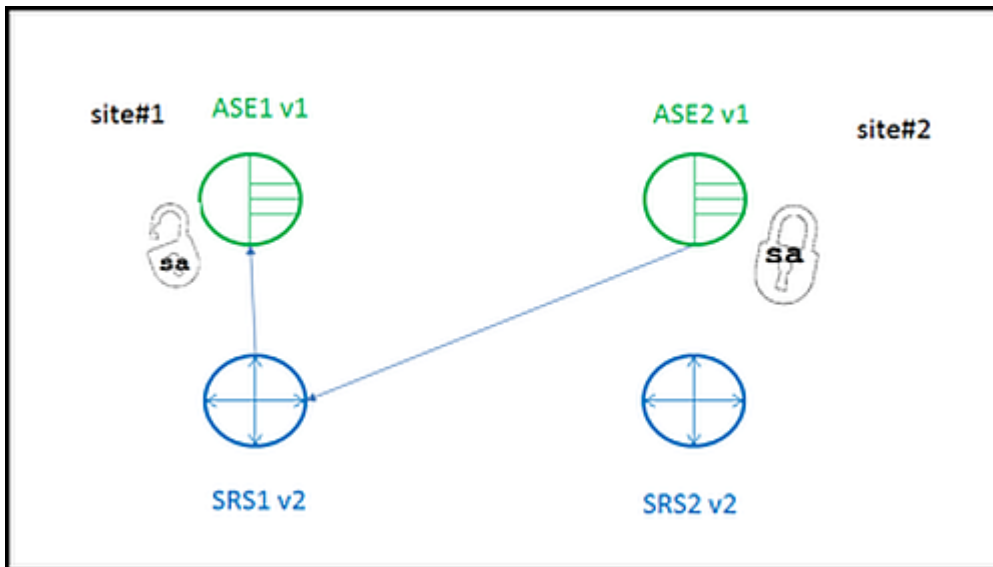 site#1
ASE1 v1
ASE2 v1
site#2
sa
sa
SRS1 v2
SRS2 v2